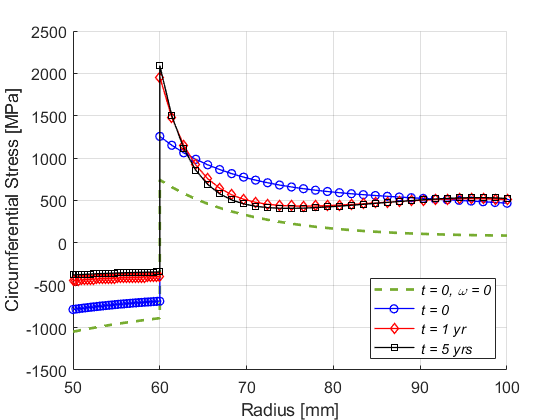 2500
2000
1500
1000
500
0
-500
-1000
-1500
50
60
70
80
90
100
Circumferential Stress [MPa]
Radius [mm]
t = 0, ω = 0
t = 0
t = 1 yr
t = 5 yrs